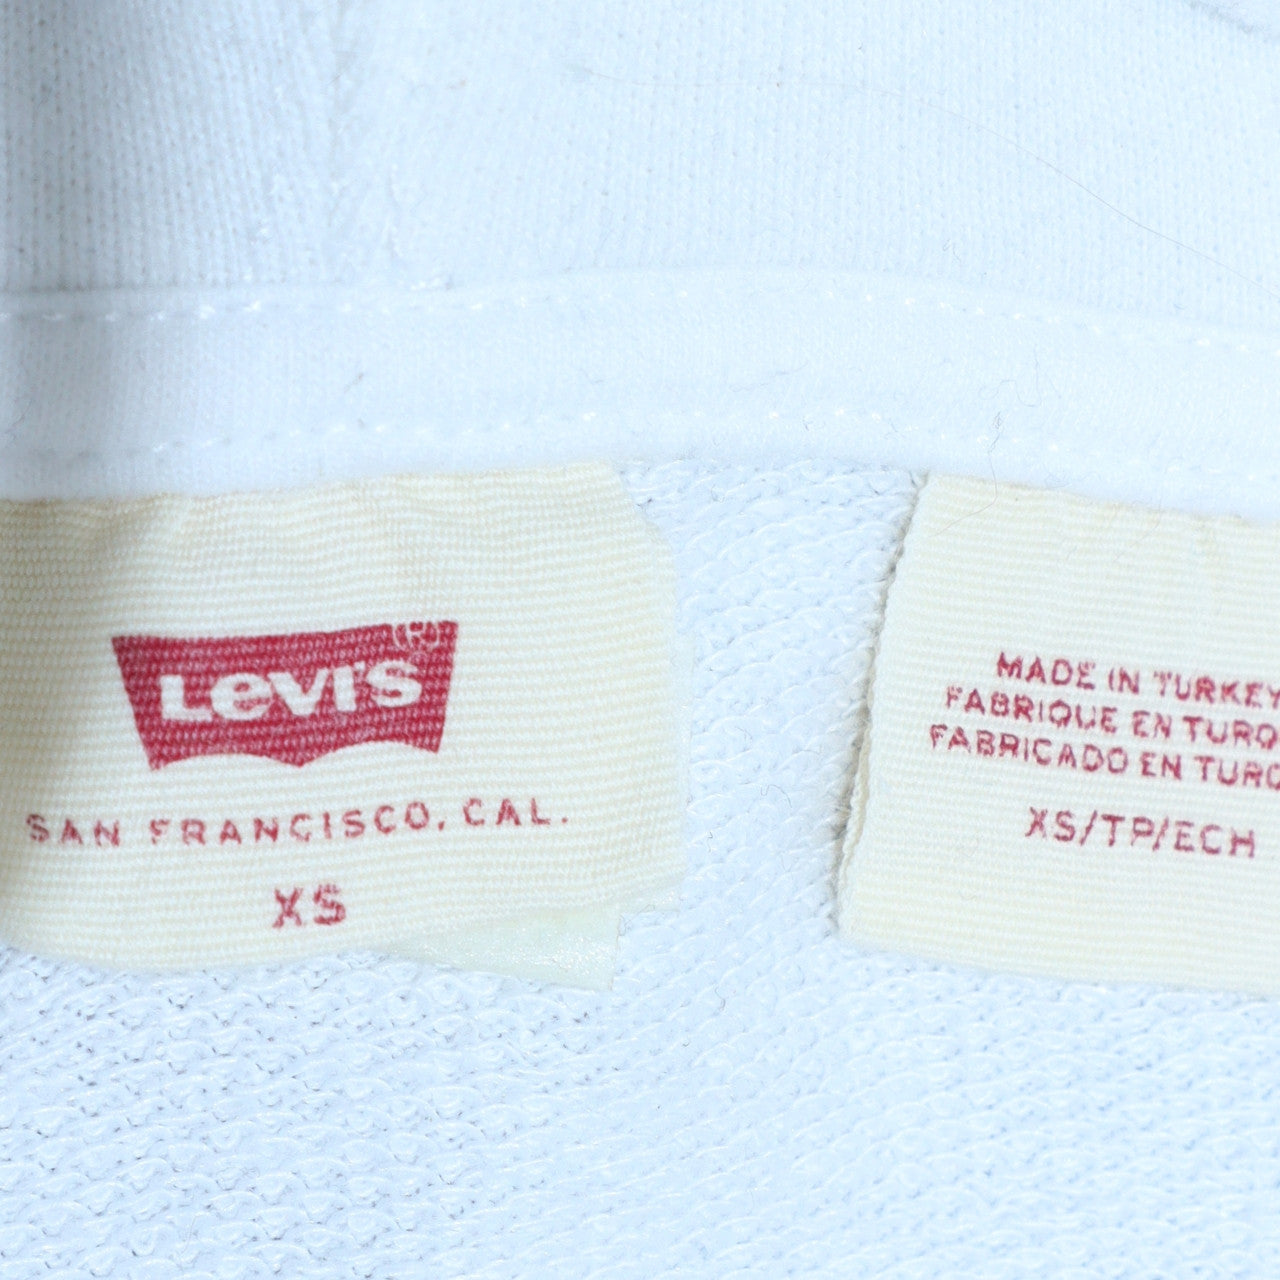 Levi's®
SAN FRANCISCO, CAL.
XS
MADE IN TURKEY
FABRIQUE EN TURQ
FABRICADO EN TURQ
XS/TP/ECH